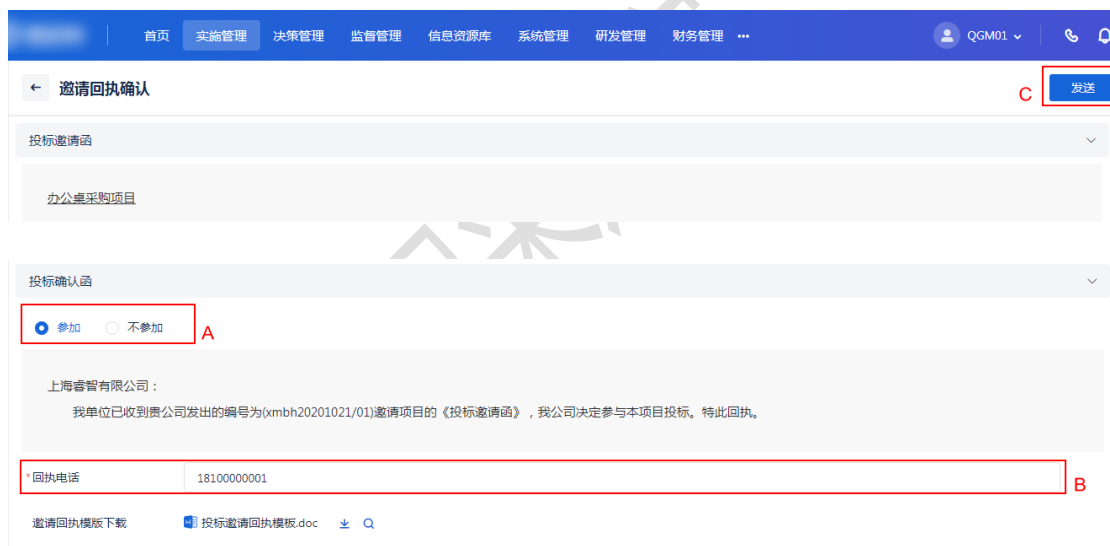 首页 实施管理 决策管理 监督管理 信息资源库 系统管理 研发管理 财务管理 ··· QGM01
邀请回执确认 C 发送
投标邀请函
办公桌采购项目
投标确认函
参加 不参加 A
上海睿智有限公司：
我单位已收到贵公司发出的编号为(xmbh20201021/01)邀请项目的《投标邀请函》，我公司决定参与本项目投标。特此回执。
*回执电话 18100000001 B
邀请回执模版下载 投标邀请回执模板.doc